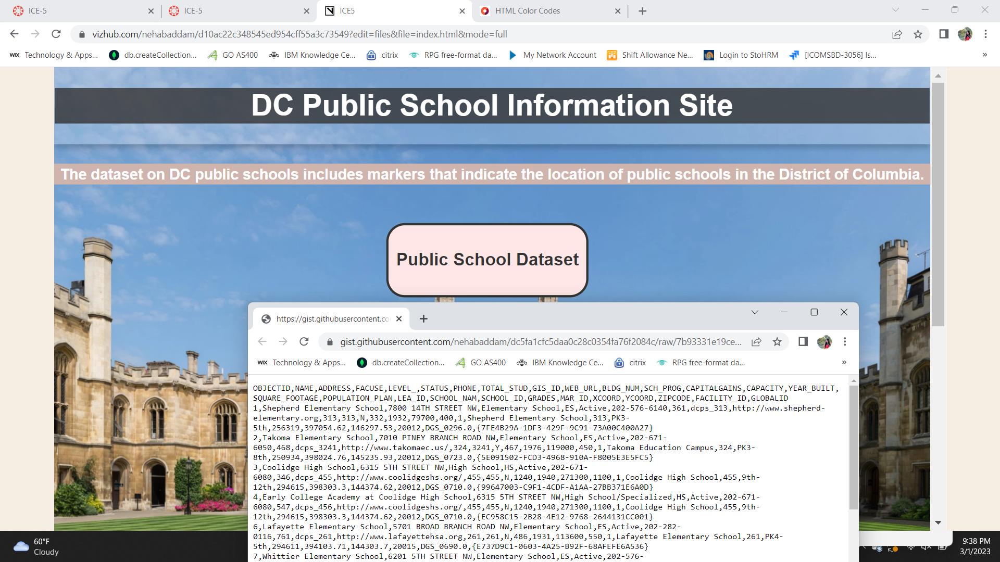 ICE-5
ICE-5
ICE5
HTML Color Codes
vizhub.com/nehabaddam/d10ac22c348545ed954cff55a3c73549?edit=files&file=index.html&mode=full
WIX Technology & Apps... db.createCollection... GO AS400 IBM Knowledge Ce... citrix RPG free-format da... My Network Account Shift Allowance Ne... Login to StoHRM [ICOMSBD-3056] Is... »
DC Public School Information Site
The dataset on DC public schools includes markers that indicate the location of public schools in the District of Columbia.
Public School Dataset
https://gist.githubusercontent.co
gist.githubusercontent.com/nehabaddam/dc5fa1cfc5daa0c28c0354fa76f2084c/raw/7b93331e19ce...
WIX Technology & Apps... db.createCollection... GO AS400 IBM Knowledge Ce... citrix RPG free-format da... »
OBJECTID,NAME,ADDRESS,FACUSE,LEVEL_,STATUS,PHONE,TOTAL_STUD,GIS_ID,WEB_URL,BLDG_NUM,SCH_PROG,CAPITALGAINS,CAPACITY,YEAR_BUILT,
SQUARE_FOOTAGE,POPULATION_PLAN,LEA_ID,SCHOOL_NAM,SCHOOL_ID,GRADES,MAR_ID,XCOORD,YCOORD,ZIPCODE,FACILITY_ID,GLOBALID
1,Shepherd Elementary School,7800 14TH STREET NW,Elementary School,ES,Active,202-576-6140,361,dcps_313,http://www.shepherd-
elementary.org,313,313,N,332,1932,79700,400,1,Shepherd Elementary School,313,PK3-
5th,256319,397054.62,146297.53,20012,DGS_0296.0,{7FE4B29A-1DF3-429F-9C91-73A00C400A27}
2,Takoma Elementary School,7010 PINEY BRANCH ROAD NW,Elementary School,ES,Active,202-671-
6050,468,dcps_3241,http://www.takomaec.us/,324,3241,Y,467,1976,119000,450,1,Takoma Education Campus,324,PK3-
8th,250934,398024.76,145235.93,20012,DGS_0723.0,{5E091502-FCD3-4968-910A-F8005E3E5FC5}
3,Coolidge High School,6315 5TH STREET NW,High School,HS,Active,202-671-
6080,346,dcps_455,http://www.coolidgeshs.org/,455,455,N,1240,1940,271300,1100,1,Coolidge High School,455,9th-
12th,294615,398303.3,144374.62,20012,DGS_0710.0,{99647003-C9F1-4CDF-A1AA-27BB371E6A0D}
4,Early College Academy at Coolidge High School,6315 5TH STREET NW,High School/Specialized,HS,Active,202-671-
6080,547,dcps_456,http://www.coolidgeshs.org/,455,455,N,1240,1940,271300,1100,1,Coolidge High School,455,9th-
12th,294615,398303.3,144374.62,20012,DGS_0710.0,{EC958C15-2B28-4E12-9768-2644131CC001}
6,Lafayette Elementary School,5701 BROAD BRANCH ROAD NW,Elementary School,ES,Active,202-282-
0116,761,dcps_261,http://www.lafayettehsa.org,261,261,N,486,1931,113600,550,1,Lafayette Elementary School,261,PK4-
5th,294611,394103.71,144303.7,20015,DGS_0690.0,{E737D9C1-0603-4A25-B92F-68AFEFE6A536}
7,Whittier Elementary School,6201 5TH STREET NW,Elementary School,ES,Active,202-576-
60°F
Cloudy
9:38 PM
3/1/2023